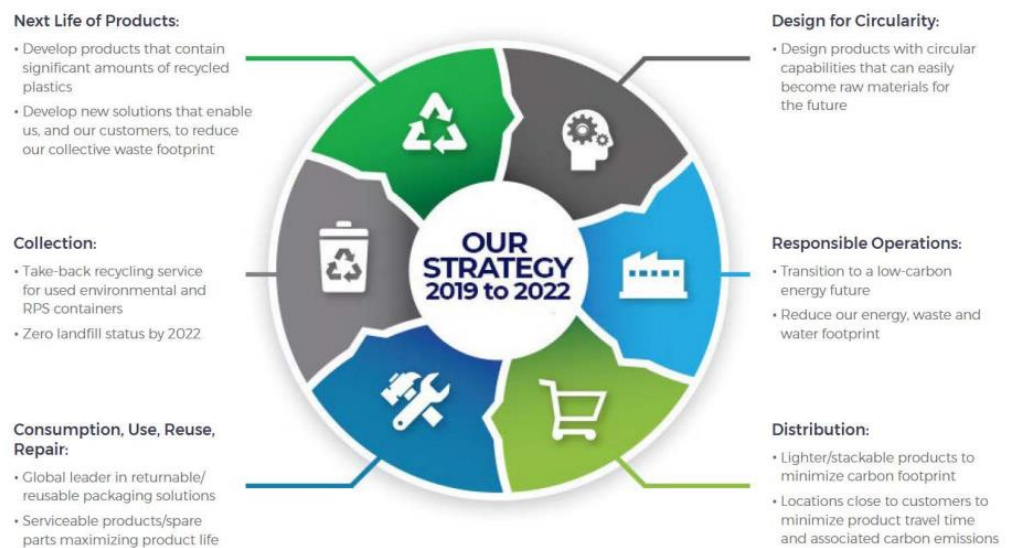 Next Life of Products:
• Develop products that contain
significant amounts of recycled
plastics
• Develop new solutions that enable
us, and our customers, to reduce
our collective waste footprint
Collection:
• Take-back recycling service
for used environmental and
RPS containers
• Zero landfill status by 2022
Consumption, Use, Reuse,
Repair:
• Global leader in returnable/
reusable packaging solutions
• Serviceable products/spare
parts maximizing product life
OUR
STRATEGY
2019 to 2022
Design for Circularity:
• Design products with circular
capabilities that can easily
become raw materials for
the future
Responsible Operations:
• Transition to a low-carbon
energy future
• Reduce our energy, waste and
water footprint
Distribution:
• Lighter/stackable products to
minimize carbon footprint
• Locations close to customers to
minimize product travel time
and associated carbon emissions